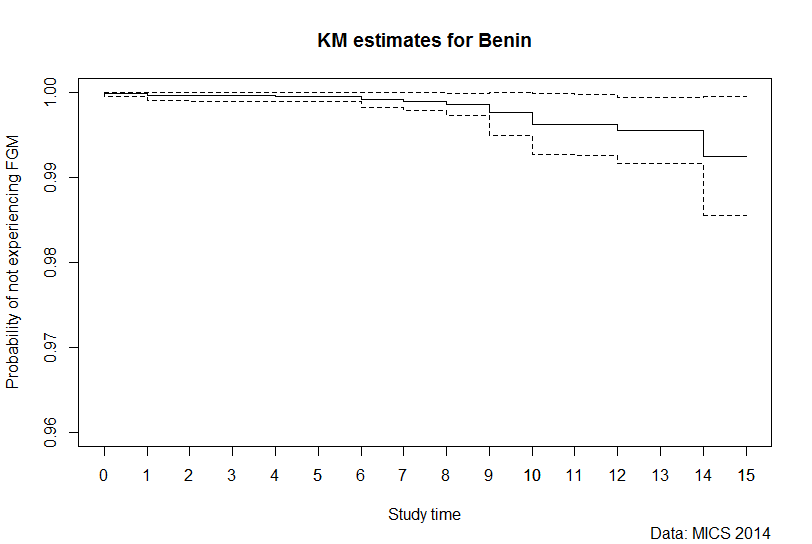 KM estimates for Benin
Probability of not experiencing FGM
1.00
0.99
0.98
0.97
0.96
0 1 2 3 4 5 6 7 8 9 10 11 12 13 14 15
Study time
Data: MICS 2014